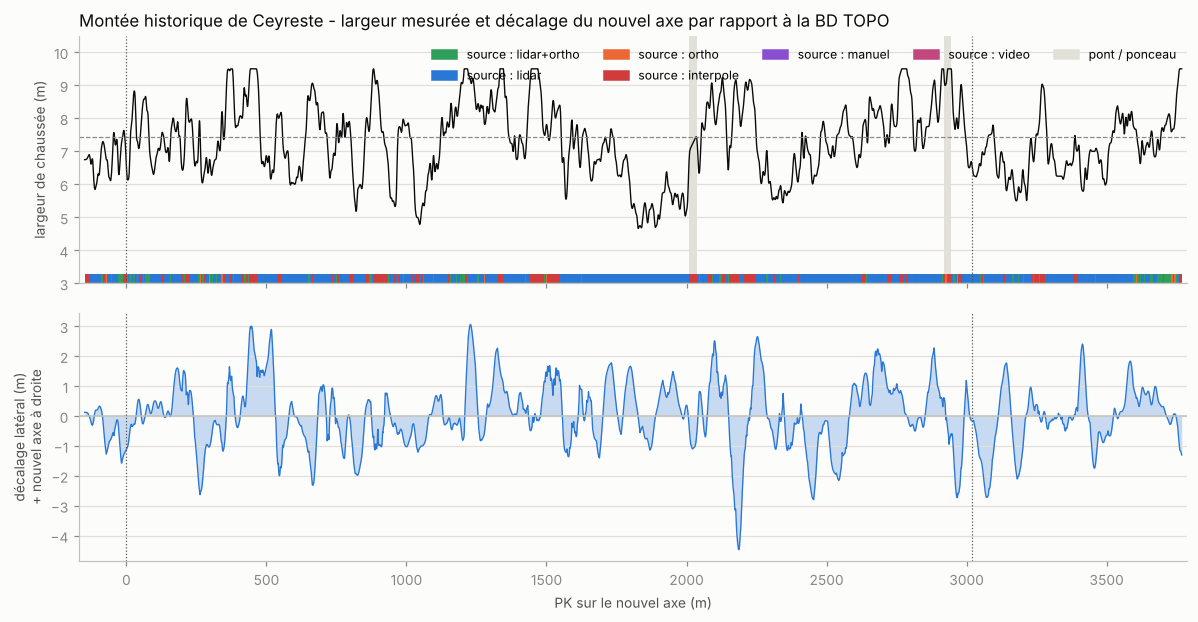 Montée historique de Ceyreste - largeur mesurée et décalage du nouvel axe par rapport à la BD TOPO
source : lidar+ortho source : ortho source : manuel source : video pont / ponceau
source : lidar source : interpole
largeur de chaussée (m)
10
9
8
7
6
5
4
3
décalage latéral (m)
+ nouvel axe à droite
3
2
1
0
−1
−2
−3
−4
0 500 1000 1500 2000 2500 3000 3500
PK sur le nouvel axe (m)